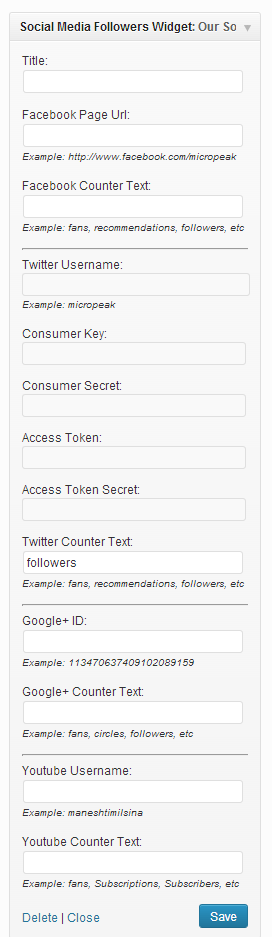 Social Media Followers Widget: Our So
Title:
Facebook Page Url:
Example: http://www.facebook.com/micropeak
Facebook Counter Text:
Example: fans, recommendations, followers, etc
Twitter Username:
Example: micropeak
Consumer Key:
Consumer Secret:
Access Token:
Access Token Secret:
Twitter Counter Text:
followers
Example: fans, recommendations, followers, etc
Google+ ID:
Example: 113470637409102089159
Google+ Counter Text:
Example: fans, circles, followers, etc
Youtube Username:
Example: maneshtimilsina
Youtube Counter Text:
Example: fans, Subscriptions, Subscribers, etc
Delete | Close Save